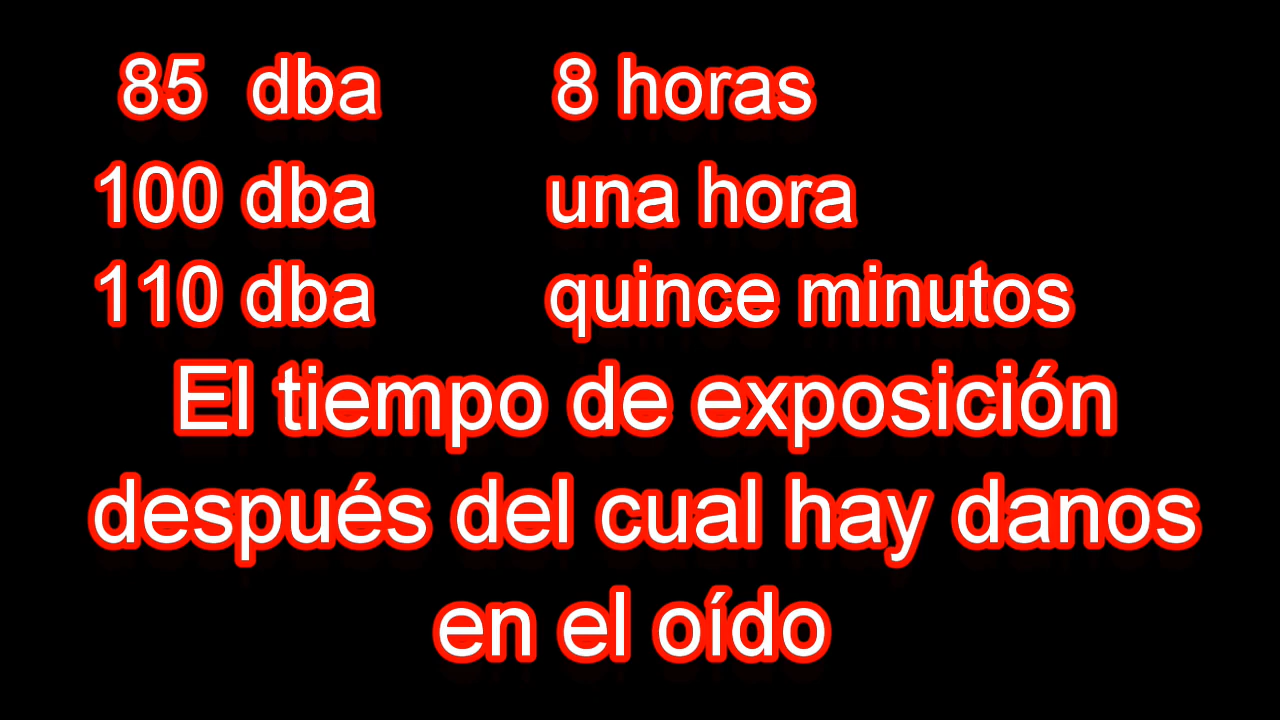 85 dba 8 horas
100 dba una hora
110 dba quince minutos
El tiempo de exposición
después del cual hay danos
en el oído